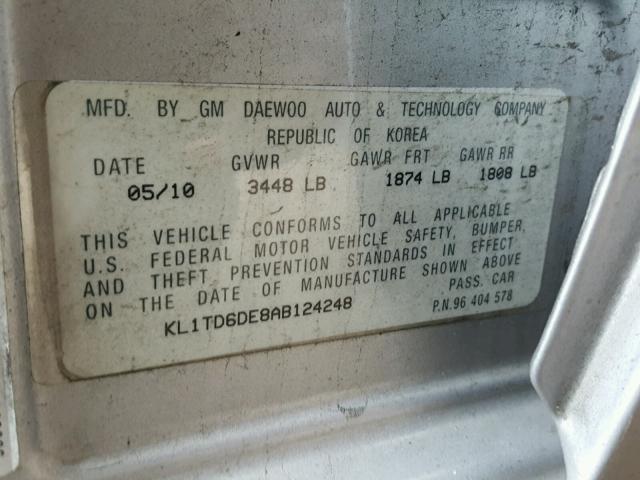 MFD. BY GM DAEWOO AUTO & TECHNOLOGY COMPANY
REPUBLIC OF KOREA
DATE GVWR GAWR FRT GAWR RR
05/10 3448 LB 1874 LB 1808 LB
THIS VEHICLE CONFORMS TO ALL APPLICABLE
U.S. FEDERAL MOTOR VEHICLE SAFETY, BUMPER,
AND THEFT PREVENTION STANDARDS IN EFFECT
ON THE DATE OF MANUFACTURE SHOWN ABOVE
PASS. CAR
KL1TD6DE8AB124248
P.N.96 404 578